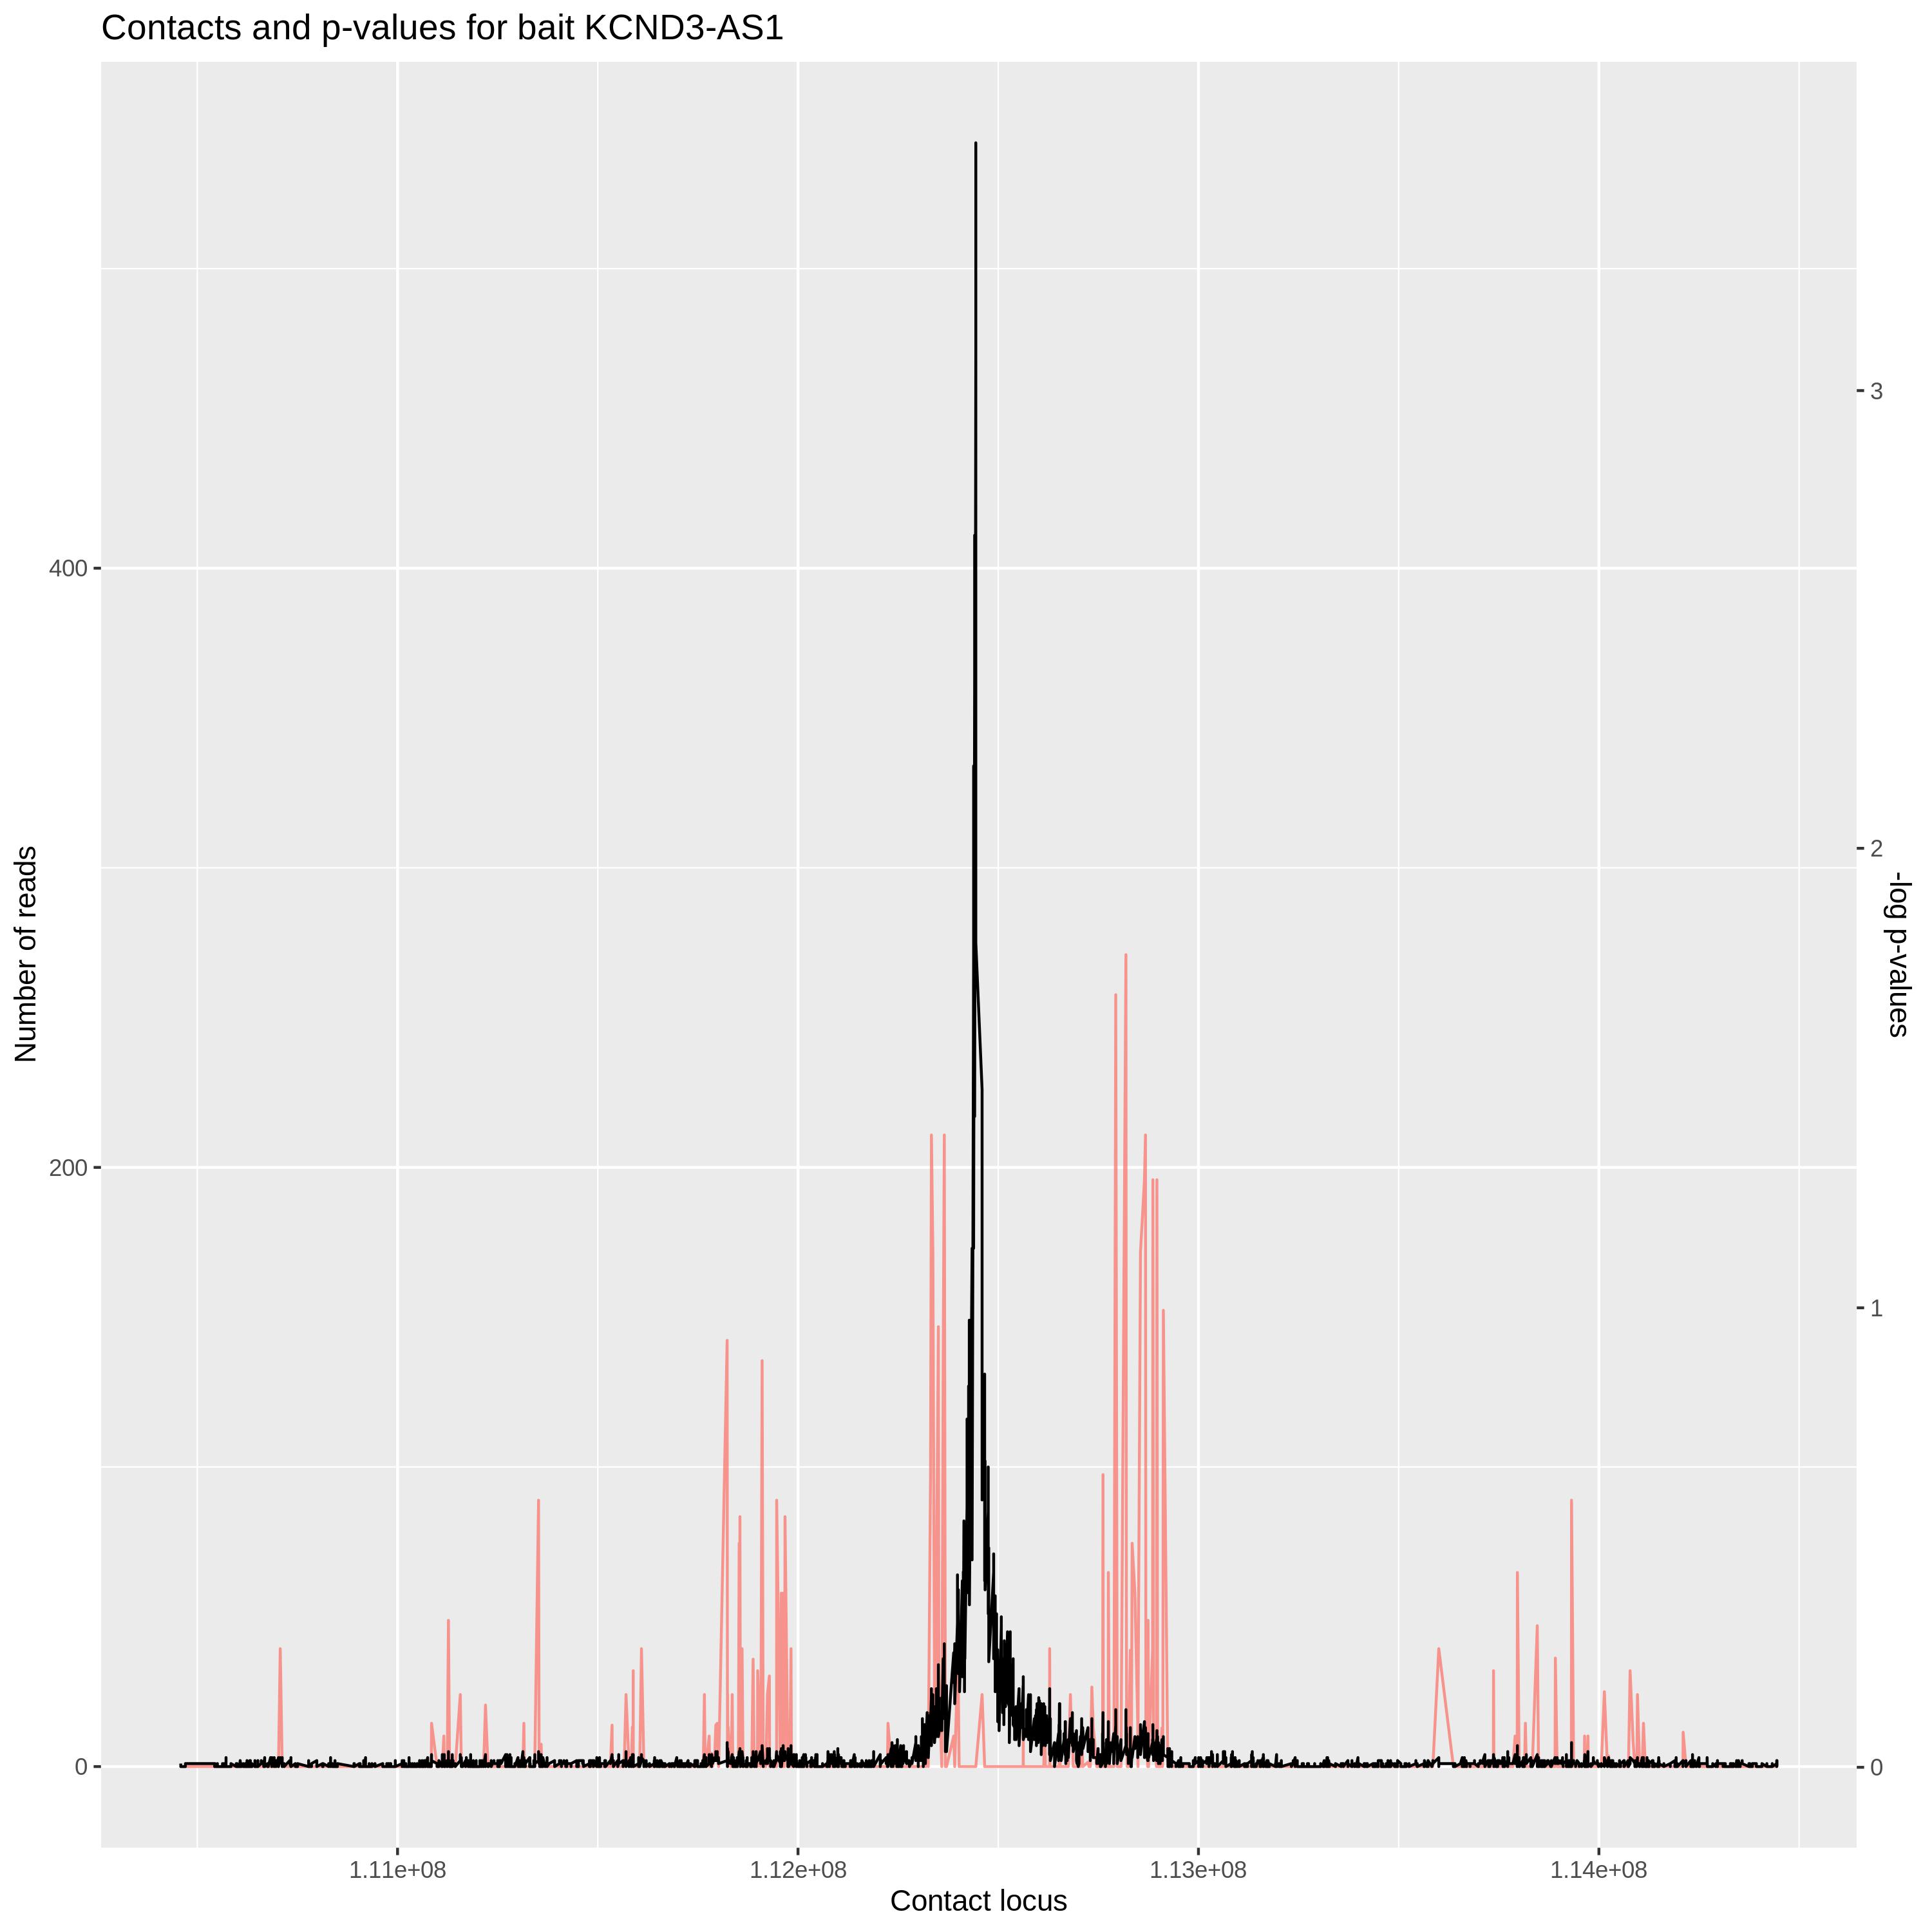 Contacts and p-values for bait KCND3-AS1
Number of reads
400
200
0
3
2
1
0
-log p-values
1.11e+08
1.12e+08
1.13e+08
1.14e+08
Contact locus